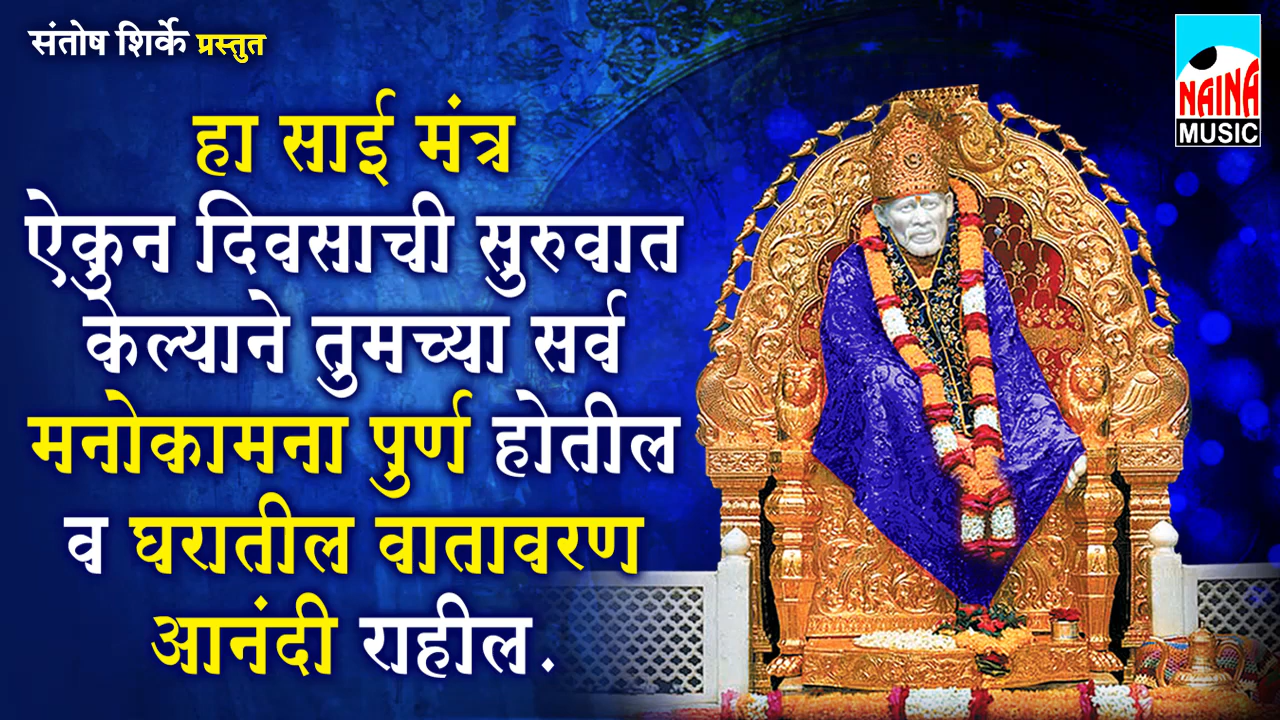 संतोष शिर्के प्रस्तुत
हा साई मंत्र
ऐकुन दिवसाची सुरुवात
केल्याने तुमच्या सर्व
मनोकामना पुर्ण होतील
व घरातील वातावरण
आनंदी राहील.
NAINA
MUSIC